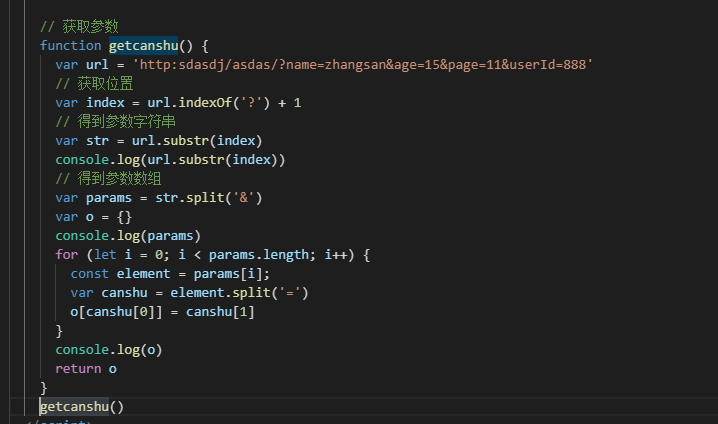 // 获取参数
function getcanshu() {
var url = 'http:sdasdj/asdas/?name=zhangsan&age=15&page=11&userId=888'
// 获取位置
var index = url.indexOf('?') + 1
// 得到参数字符串
var str = url.substr(index)
console.log(url.substr(index))
// 得到参数数组
var params = str.split('&')
var o = {}
console.log(params)
for (let i = 0; i < params.length; i++) {
const element = params[i];
var canshu = element.split('=')
o[canshu[0]] = canshu[1]
}
console.log(o)
return o
}
getcanshu()
</script>